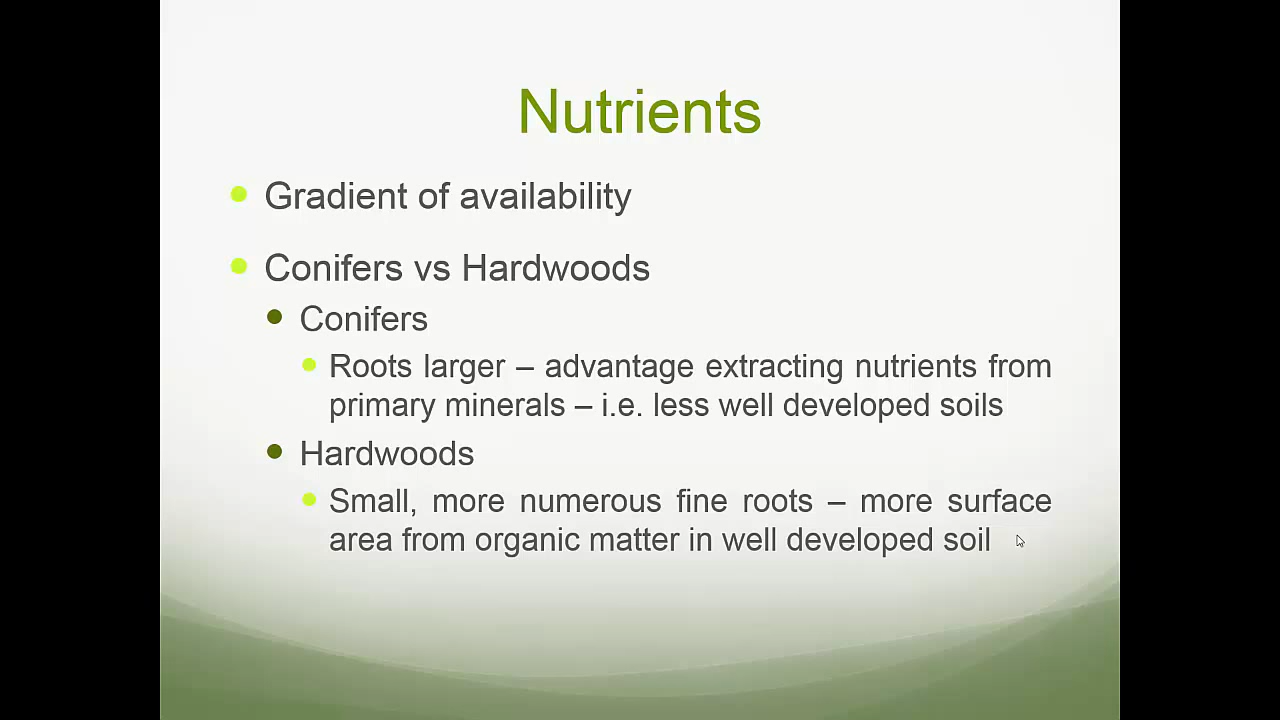 Nutrients
Gradient of availability
Conifers vs Hardwoods
Conifers
Roots larger – advantage extracting nutrients from
primary minerals – i.e. less well developed soils
Hardwoods
Small, more numerous fine roots – more surface
area from organic matter in well developed soil